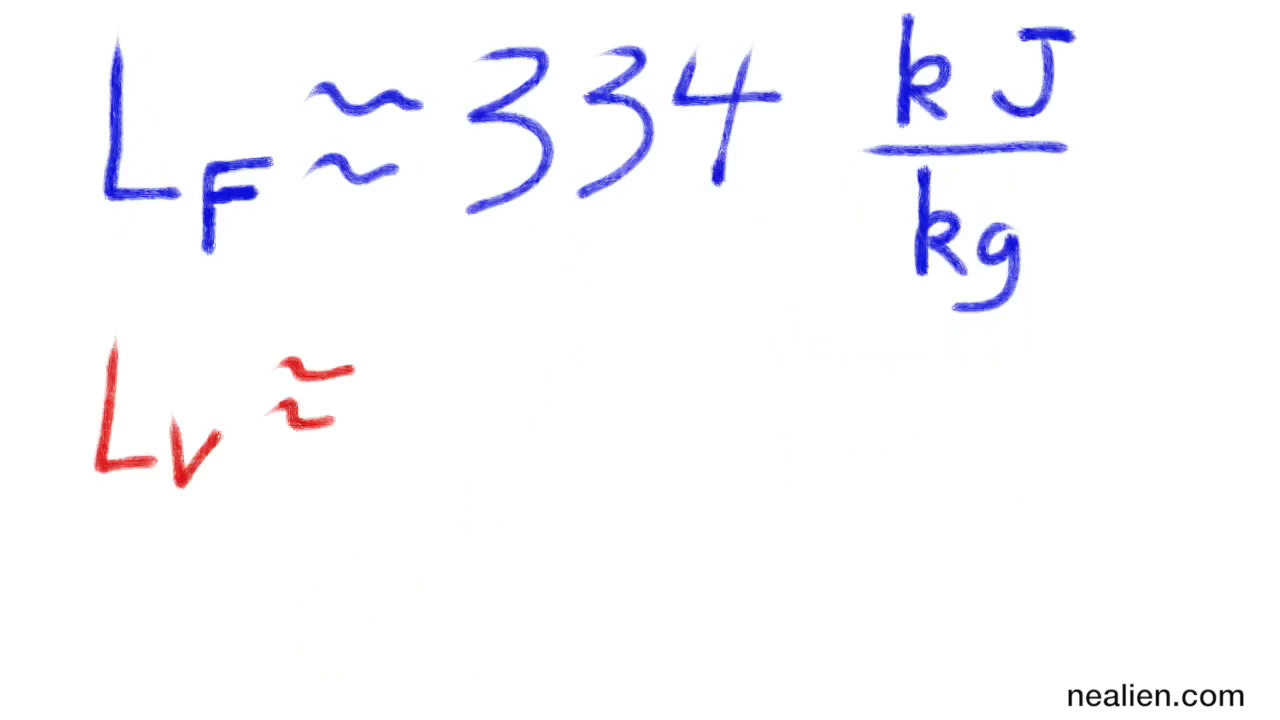 L_F ≈ 334 kJ/kg
L_V ≈
nealien.com